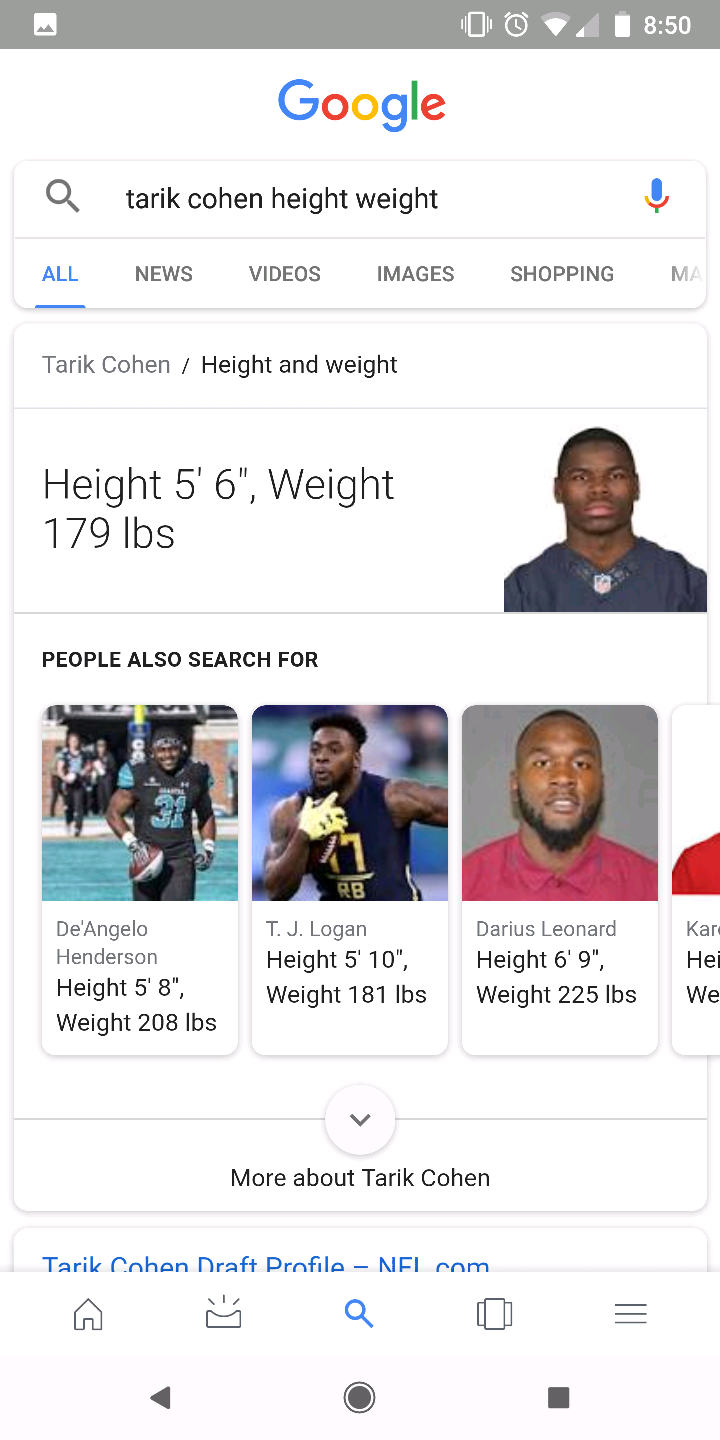 8:50
Google
tarik cohen height weight
ALL NEWS VIDEOS IMAGES SHOPPING MA
Tarik Cohen / Height and weight
Height 5' 6", Weight
179 lbs
PEOPLE ALSO SEARCH FOR
31
17
RB
De'Angelo
Henderson
Height 5' 8",
Weight 208 lbs
T. J. Logan
Height 5' 10",
Weight 181 lbs
Darius Leonard
Height 6' 9",
Weight 225 lbs
Kar
Hei
We
More about Tarik Cohen
Tarik Cohen Draft Profile – NFL.com